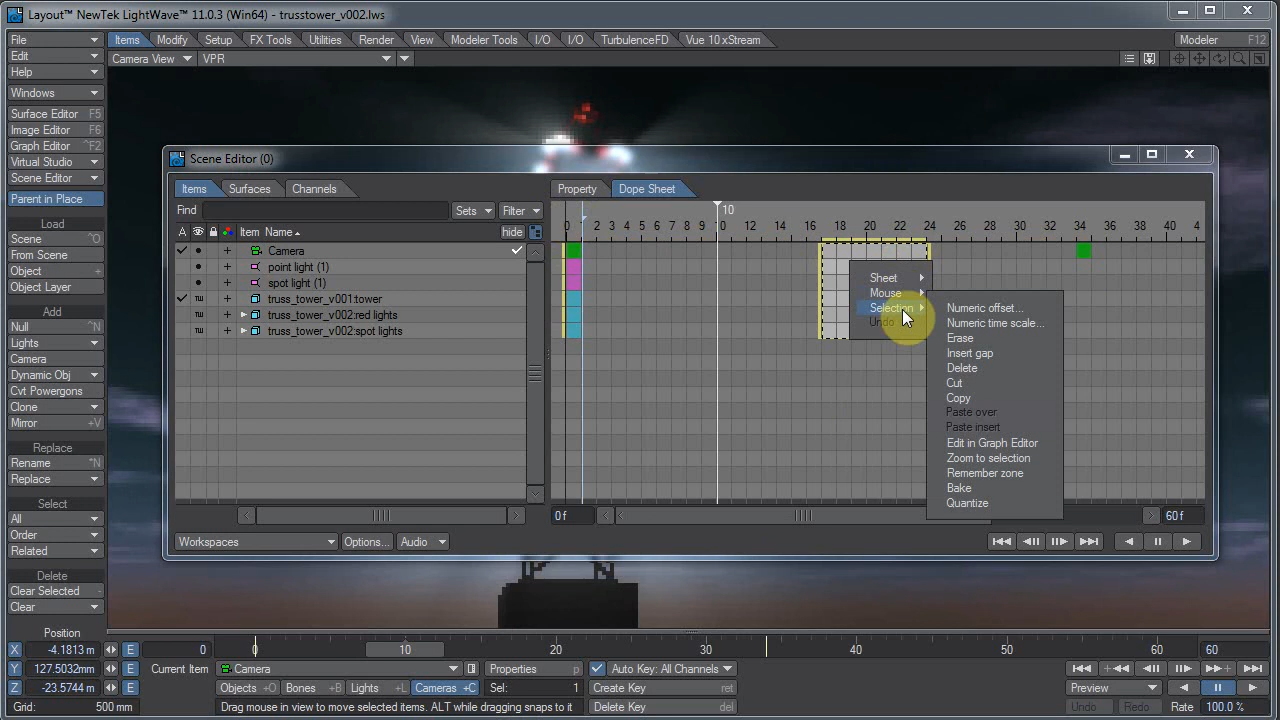 Layout™ NewTek LightWave™ 11.0.3 (Win64) - trusstower_v002.lws
File
Items
Modify
Setup
FX Tools
Utilities
Render
View
Modeler Tools
I/O
I/O
TurbulenceFD
Vue 10 xStream
Modeler F12
Edit
Camera View
VPR
Help
Windows
Surface Editor F5
Image Editor F6
Graph Editor ^F2
Virtual Studio
Scene Editor
Parent in Place
Load
Scene ^O
From Scene
Object +
Object Layer
Add
Null ^N
Lights
Camera
Dynamic Obj
Cvt Powergons
Clone
Mirror +V
Replace
Rename ^N
Replace
Select
All
Order
Related
Delete
Clear Selected -
Clear
Scene Editor (0)
Items
Surfaces
Channels
Property
Dope Sheet
Find
Sets
Filter
10
A
Item
Name
hide
0 2 3 4 5 6 7 8 9 10 12 14 16 18 20 22 24 26 28 30 32 34 36 38 40 42 4
Camera
point light (1)
spot light (1)
truss_tower_v001:tower
truss_tower_v002:red lights
truss_tower_v002:spot lights
Sheet
Mouse
Selection
Undo
Numeric offset...
Numeric time scale...
Erase
Insert gap
Delete
Cut
Copy
Paste over
Paste insert
Edit in Graph Editor
Zoom to selection
Remember zone
Bake
Quantize
0 f
60 f
Workspaces
Options...
Audio
Position
X -4.1813 m E
0
0 10 20 30 40 50 60
60
Y 127.5032mm E
Current Item
Camera
Properties p
Auto Key: All Channels
Z -23.5744 m E
Objects +O
Bones +B
Lights +L
Cameras +C
Sel: 1
Create Key ret
Preview
Grid: 500 mm
Drag mouse in view to move selected items. ALT while dragging snaps to it
Delete Key del
Undo
Redo
Rate 100.0 %